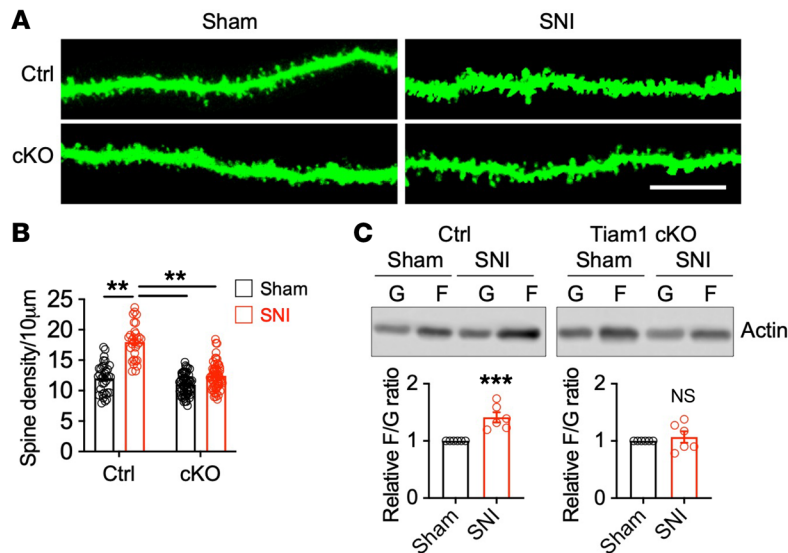 A
Sham SNI
Ctrl
cKO
B
** **
Sham
SNI
Spine density/10μm
25
20
15
10
5
0
Ctrl cKO
C
Ctrl Tiam1 cKO
Sham SNI Sham SNI
G F G F G F G F
Actin
Relative F/G ratio
2
1
0
***
Sham SNI
Relative F/G ratio
2
1
0
NS
Sham SNI